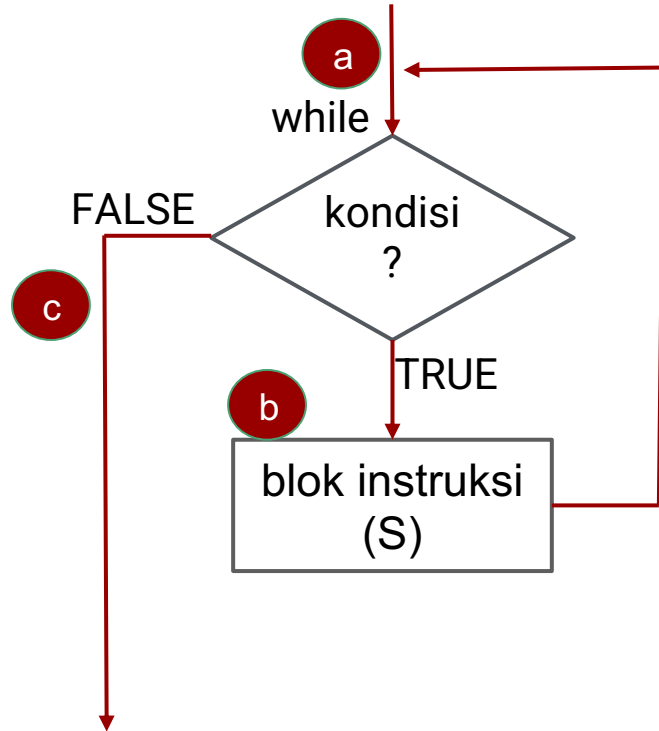 a
while
FALSE
kondisi
?
c
TRUE
b
blok instruksi
(S)